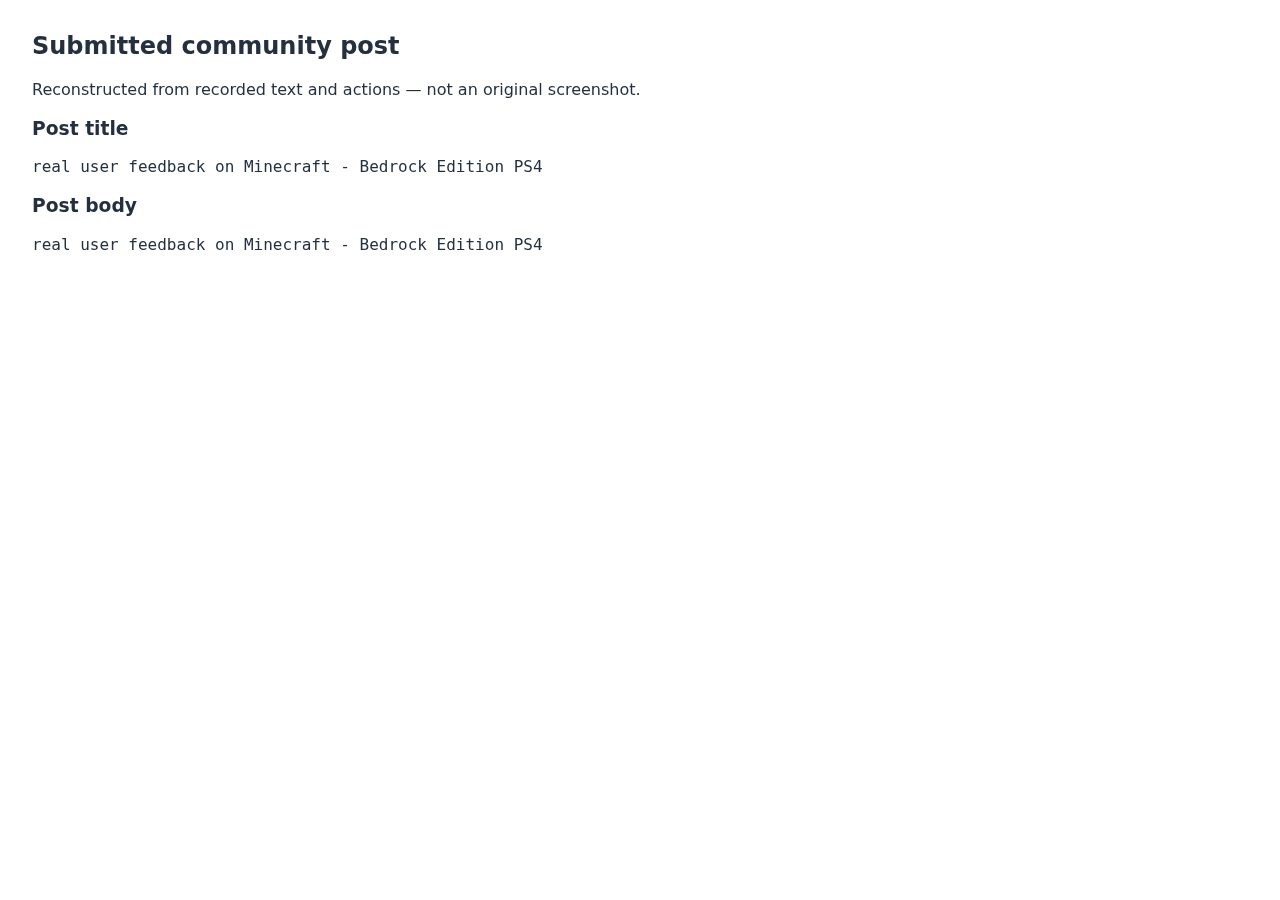 Submitted community post
Reconstructed from recorded text and actions — not an original screenshot.
Post title
real user feedback on Minecraft - Bedrock Edition PS4
Post body
real user feedback on Minecraft - Bedrock Edition PS4